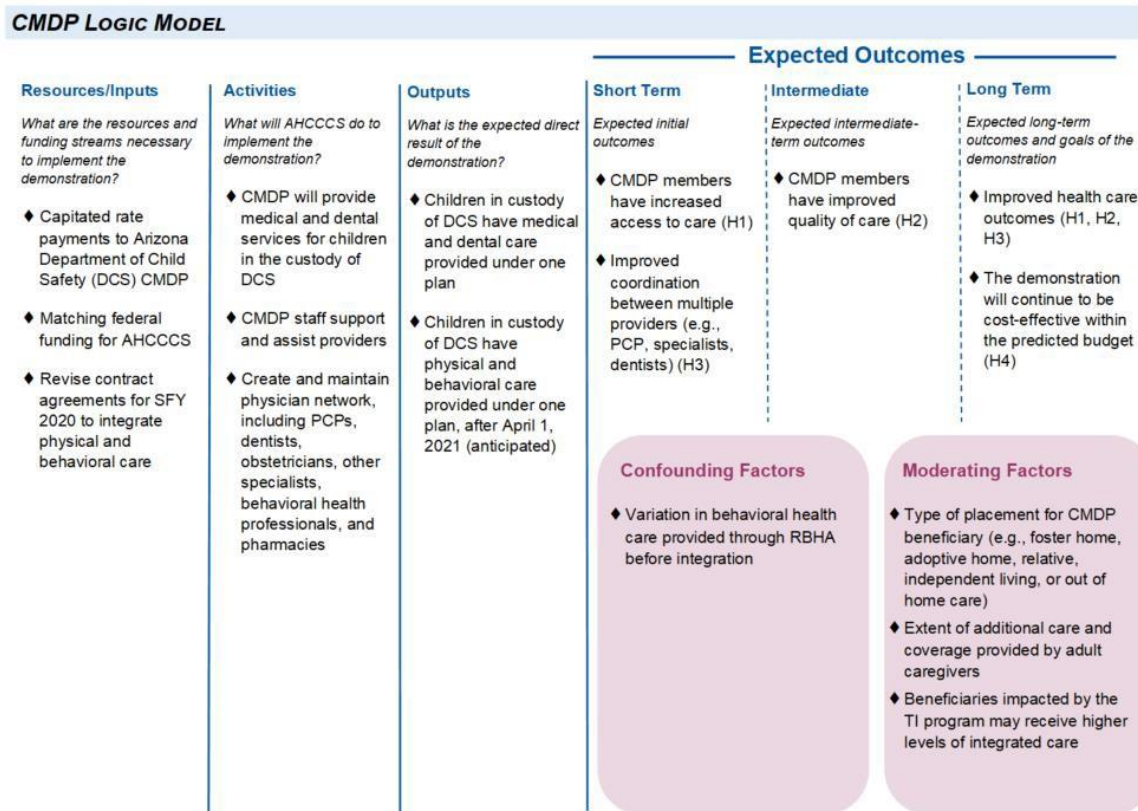 CMDP LOGIC MODEL
Expected Outcomes
Resources/Inputs
What are the resources and
funding streams necessary
to implement the
demonstration?
♦ Capitated rate
payments to Arizona
Department of Child
Safety (DCS) CMDP
♦ Matching federal
funding for AHCCCS
♦ Revise contract
agreements for SFY
2020 to integrate
physical and
behavioral care
Activities
What will AHCCCS do to
implement the
demonstration?
♦ CMDP will provide
medical and dental
services for children
in the custody of
DCS
♦ CMDP staff support
and assist providers
♦ Create and maintain
physician network,
including PCPs,
dentists,
obstetricians, other
specialists,
behavioral health
professionals, and
pharmacies
Outputs
What is the expected direct
result of the
demonstration?
♦ Children in custody
of DCS have medical
and dental care
provided under one
plan
♦ Children in custody
of DCS have
physical and
behavioral care
provided under one
plan, after April 1,
2021 (anticipated)
Short Term
Expected initial
outcomes
♦ CMDP members
have increased
access to care (H1)
♦ Improved
coordination
between multiple
providers (e.g.,
PCP, specialists,
dentists) (H3)
Intermediate
Expected intermediate-
term outcomes
♦ CMDP members
have improved
quality of care (H2)
Long Term
Expected long-term
outcomes and goals of the
demonstration
♦ Improved health care
outcomes (H1, H2,
H3)
♦ The demonstration
will continue to be
cost-effective within
the predicted budget
(H4)
Confounding Factors
♦ Variation in behavioral health
care provided through RBHA
before integration
Moderating Factors
♦ Type of placement for CMDP
beneficiary (e.g., foster home,
adoptive home, relative,
independent living, or out of
home care)
♦ Extent of additional care and
coverage provided by adult
caregivers
♦ Beneficiaries impacted by the
TI program may receive higher
levels of integrated care